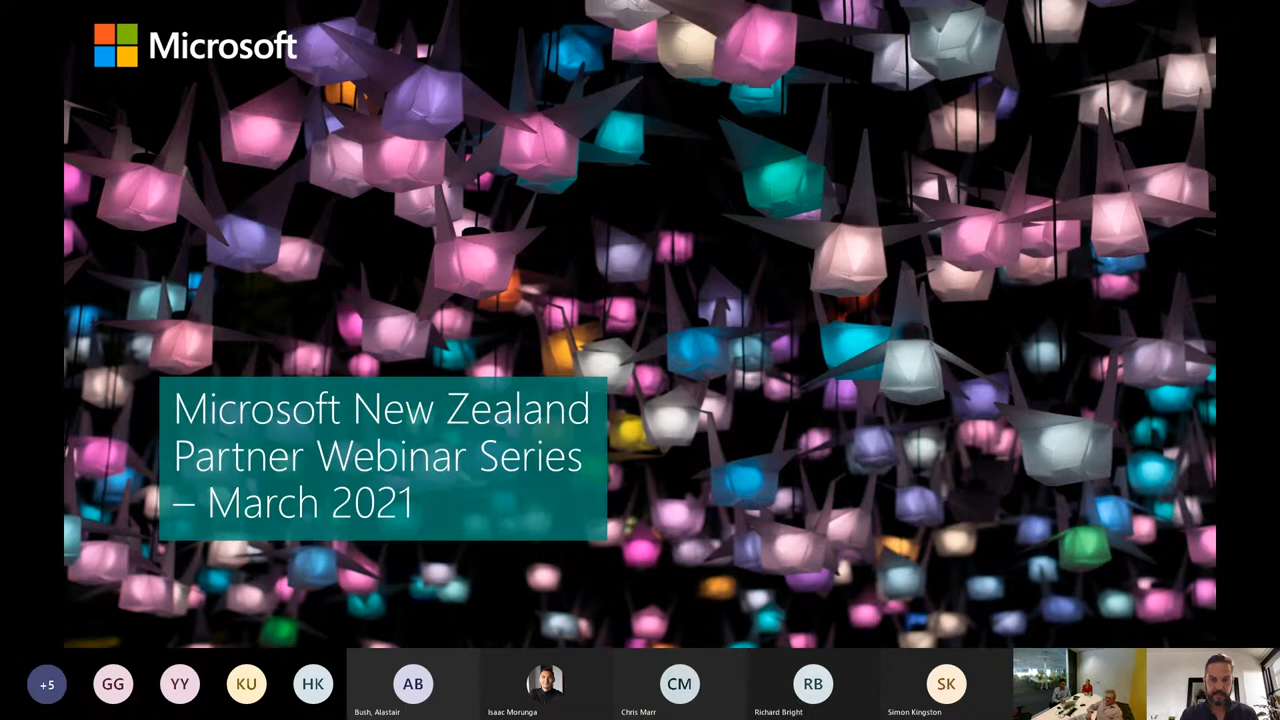 Microsoft
Microsoft New Zealand
Partner Webinar Series
– March 2021
+5
GG
YY
KU
HK
AB
CM
RB
SK
Bush, Alastair
Isaac Morunga
Chris Marr
Richard Bright
Simon Kingston